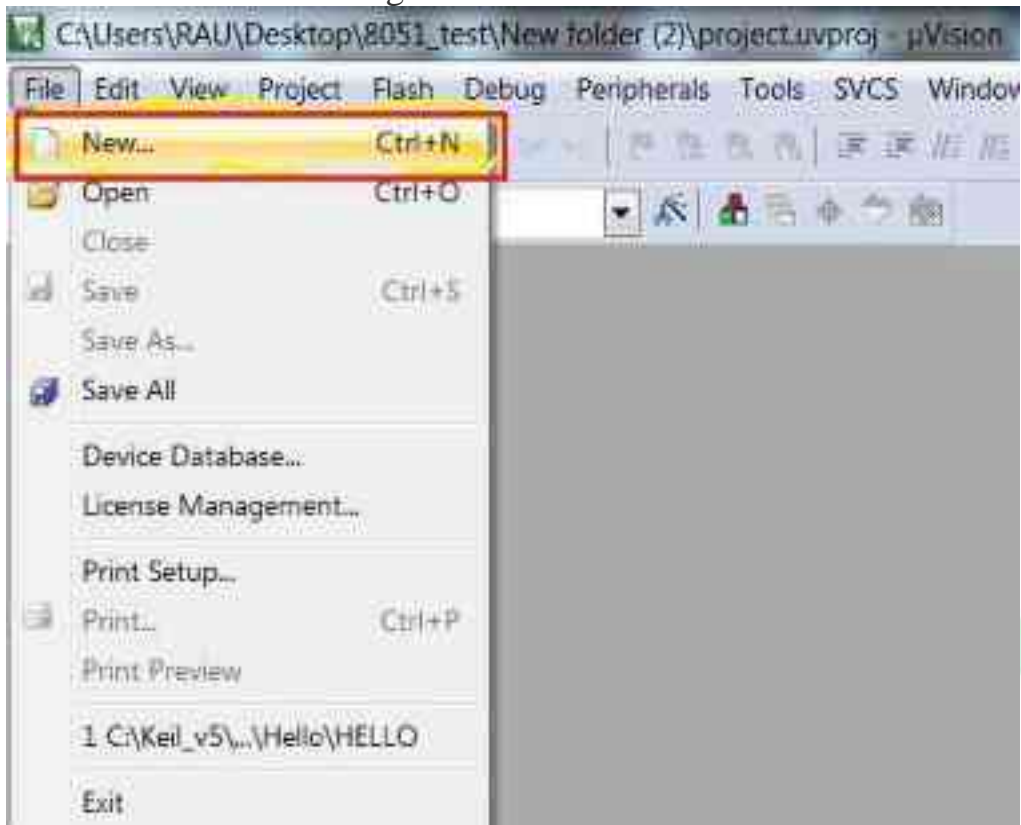 C:\Users\RAU\Desktop\8051_test\New folder (2)\project.uvproj - µVision
File Edit View Project Flash Debug Peripherals Tools SVCS Window
New... Ctrl+N
Open Ctrl+O
Close
Save Ctrl+S
Save As...
Save All
Device Database...
License Management...
Print Setup...
Print... Ctrl+P
Print Preview
1 C:\Keil_v5\...\Hello\HELLO
Exit